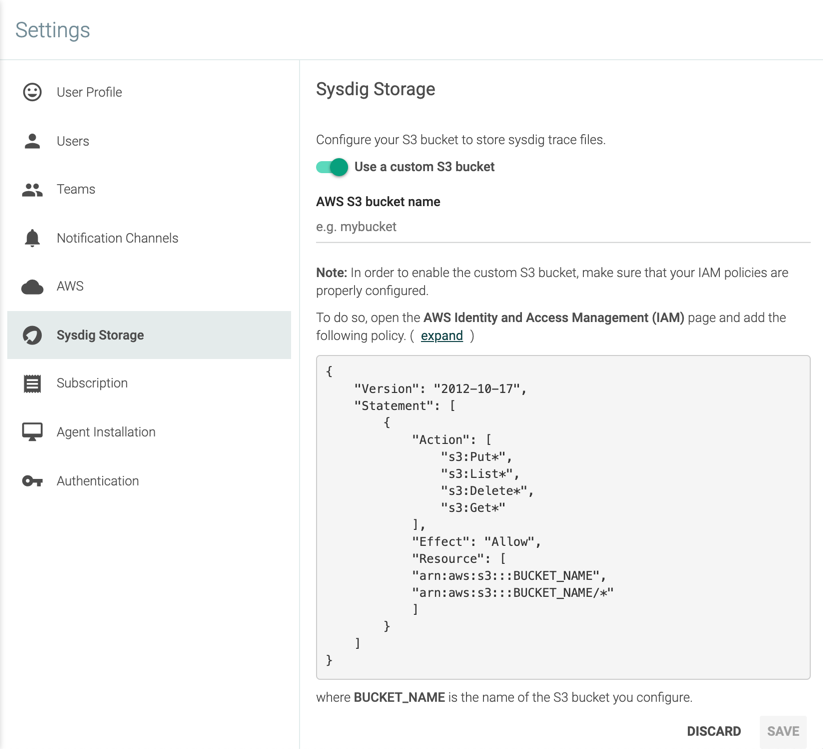 Settings
User Profile
Users
Teams
Notification Channels
AWS
Sysdig Storage
Subscription
Agent Installation
Authentication
Sysdig Storage
Configure your S3 bucket to store sysdig trace files.
Use a custom S3 bucket
AWS S3 bucket name
e.g. mybucket
Note: In order to enable the custom S3 bucket, make sure that your IAM policies are
properly configured.
To do so, open the AWS Identity and Access Management (IAM) page and add the
following policy. ( expand )
{
    "Version": "2012-10-17",
    "Statement": [
        {
            "Action": [
                "s3:Put*",
                "s3:List*",
                "s3:Delete*",
                "s3:Get*"
            ],
            "Effect": "Allow",
            "Resource": [
            "arn:aws:s3:::BUCKET_NAME",
            "arn:aws:s3:::BUCKET_NAME/*"
            ]
        }
    ]
}
where BUCKET_NAME is the name of the S3 bucket you configure.
DISCARD SAVE